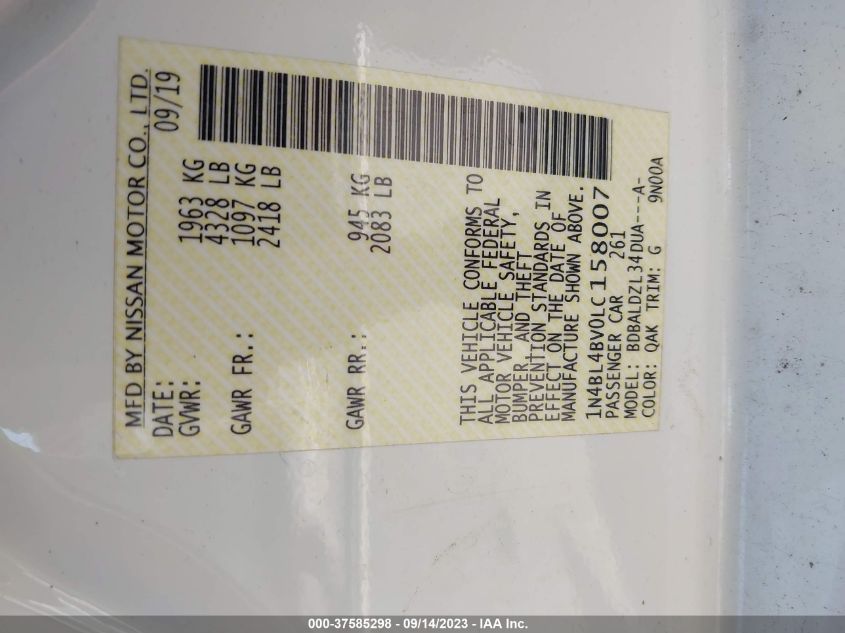 MFD BY NISSAN MOTOR CO., LTD.
DATE: 09/19
GVWR: 1963 KG
4328 LB
GAWR FR.: 1097 KG
2418 LB
GAWR RR.: 945 KG
2083 LB
THIS VEHICLE CONFORMS TO
ALL APPLICABLE FEDERAL
MOTOR VEHICLE SAFETY,
BUMPER, AND THEFT
PREVENTION STANDARDS IN
EFFECT ON THE DATE OF
MANUFACTURE SHOWN ABOVE.
1N4BL4BV0LC158007
PASSENGER CAR 261
MODEL: BDBALDZL34DUA---A-
COLOR: QAK TRIM: G 9N00A
000-37585298 - 09/14/2023 - IAA Inc.